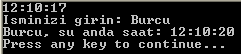 12:10:17
Isminizi girin: Burcu
Burcu, su anda saat: 12:10:20
Press any key to continue...